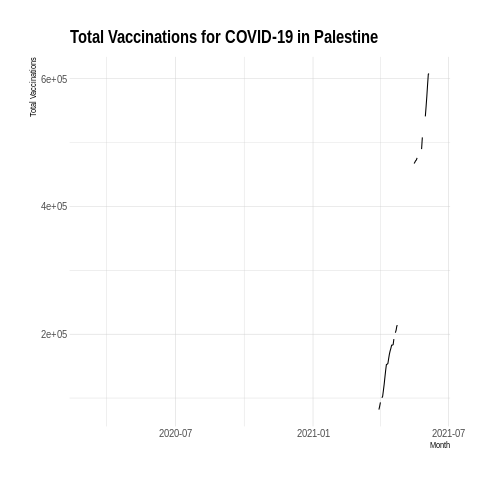 Total Vaccinations for COVID-19 in Palestine
Total Vaccinations
6e+05
4e+05
2e+05
2020-07
2021-01
2021-07
Month